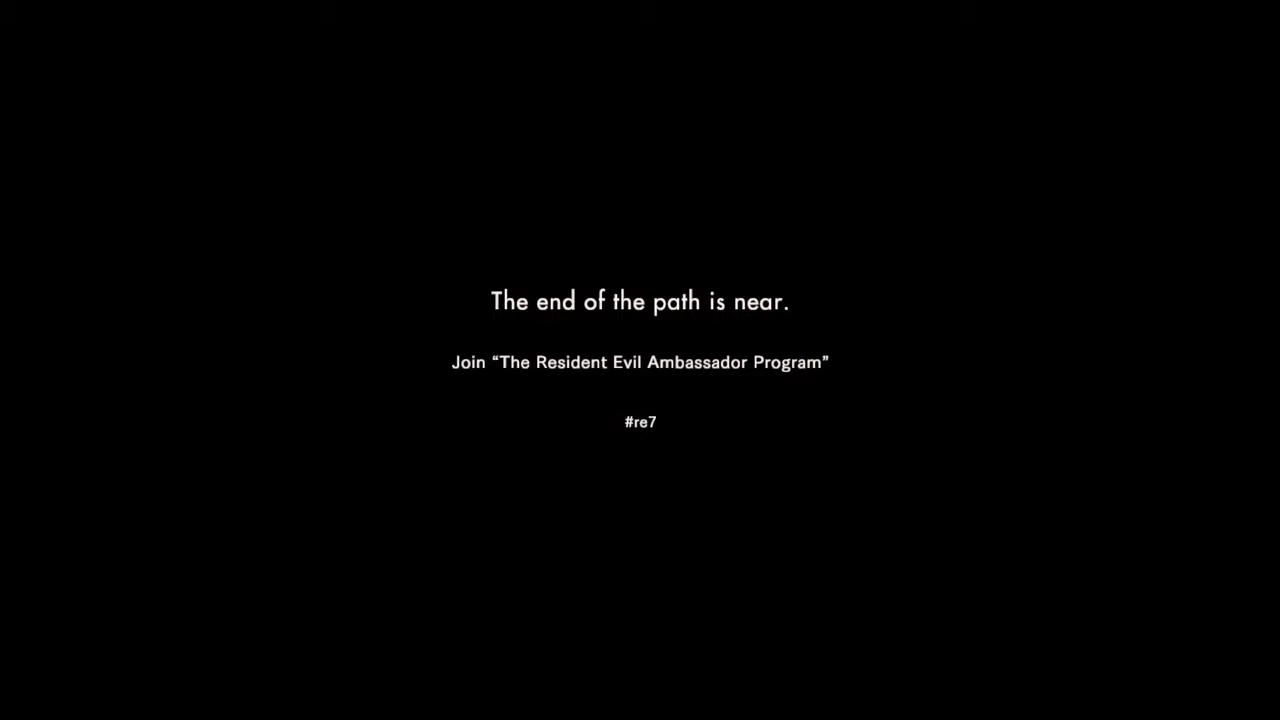 The end of the path is near.
Join “The Resident Evil Ambassador Program”
#re7